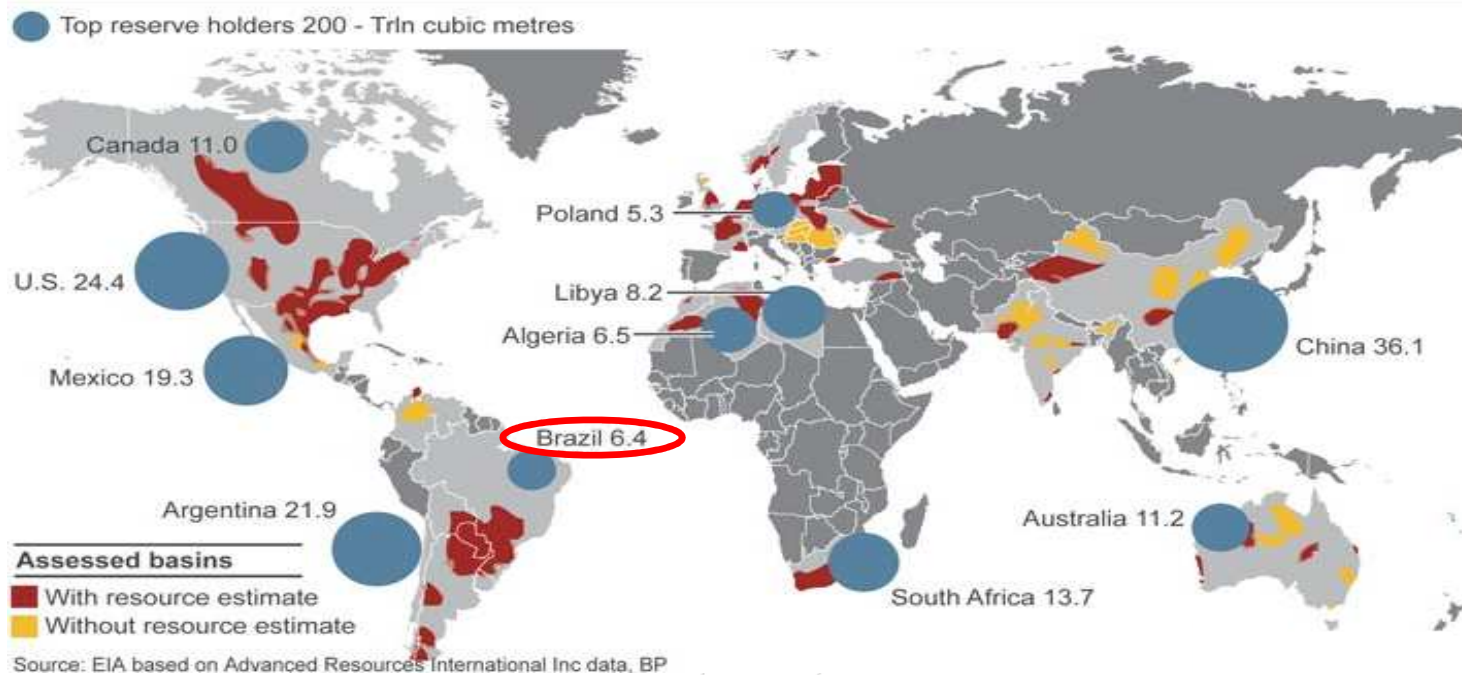 Top reserve holders 200 - Trln cubic metres
Canada 11.0
Poland 5.3
U.S. 24.4
Libya 8.2
Algeria 6.5
China 36.1
Mexico 19.3
Brazil 6.4
Argentina 21.9
Australia 11.2
South Africa 13.7
Assessed basins
With resource estimate
Without resource estimate
Source: EIA based on Advanced Resources International Inc data, BP